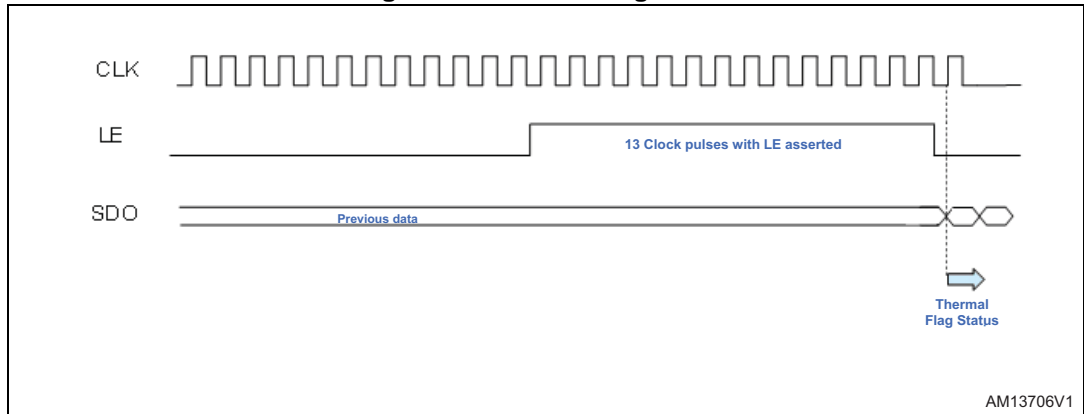 CLK
LE
13 Clock pulses with LE asserted
SDO
Previous data
Thermal
Flag Status
AM13706V1